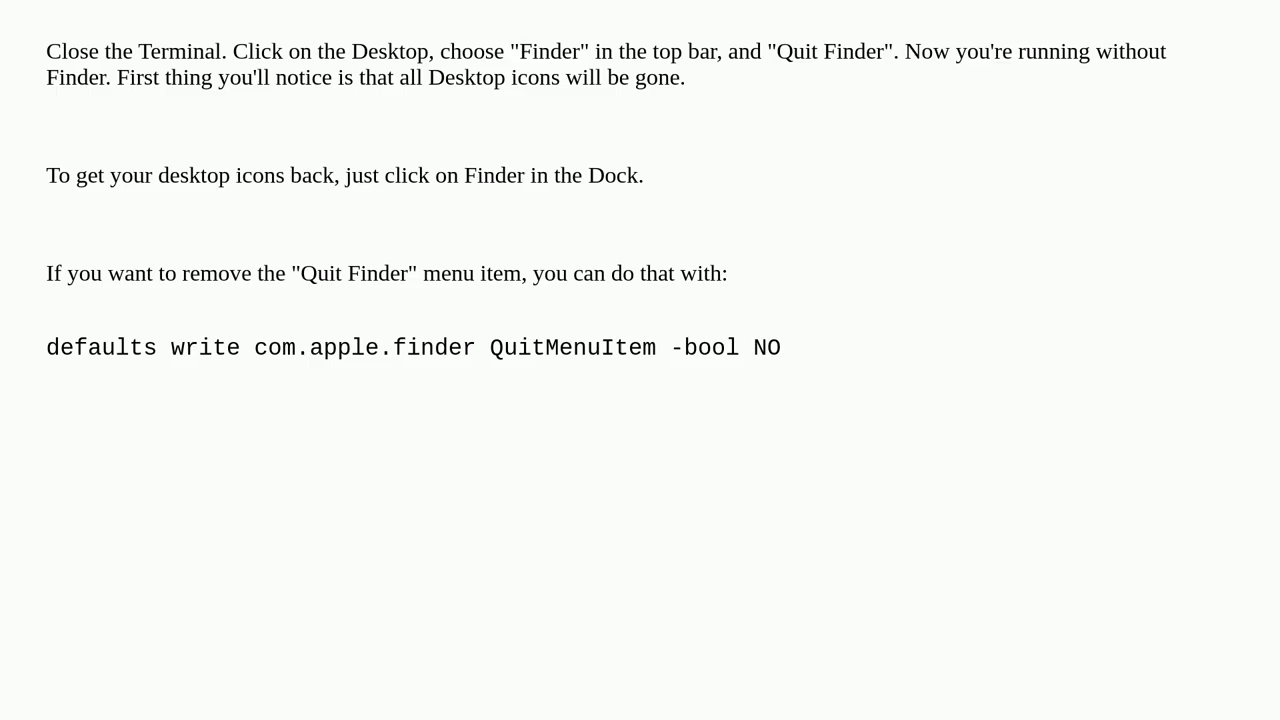 Close the Terminal. Click on the Desktop, choose "Finder" in the top bar, and "Quit Finder". Now you're running without
Finder. First thing you'll notice is that all Desktop icons will be gone.
To get your desktop icons back, just click on Finder in the Dock.
If you want to remove the "Quit Finder" menu item, you can do that with:
defaults write com.apple.finder QuitMenuItem -bool NO